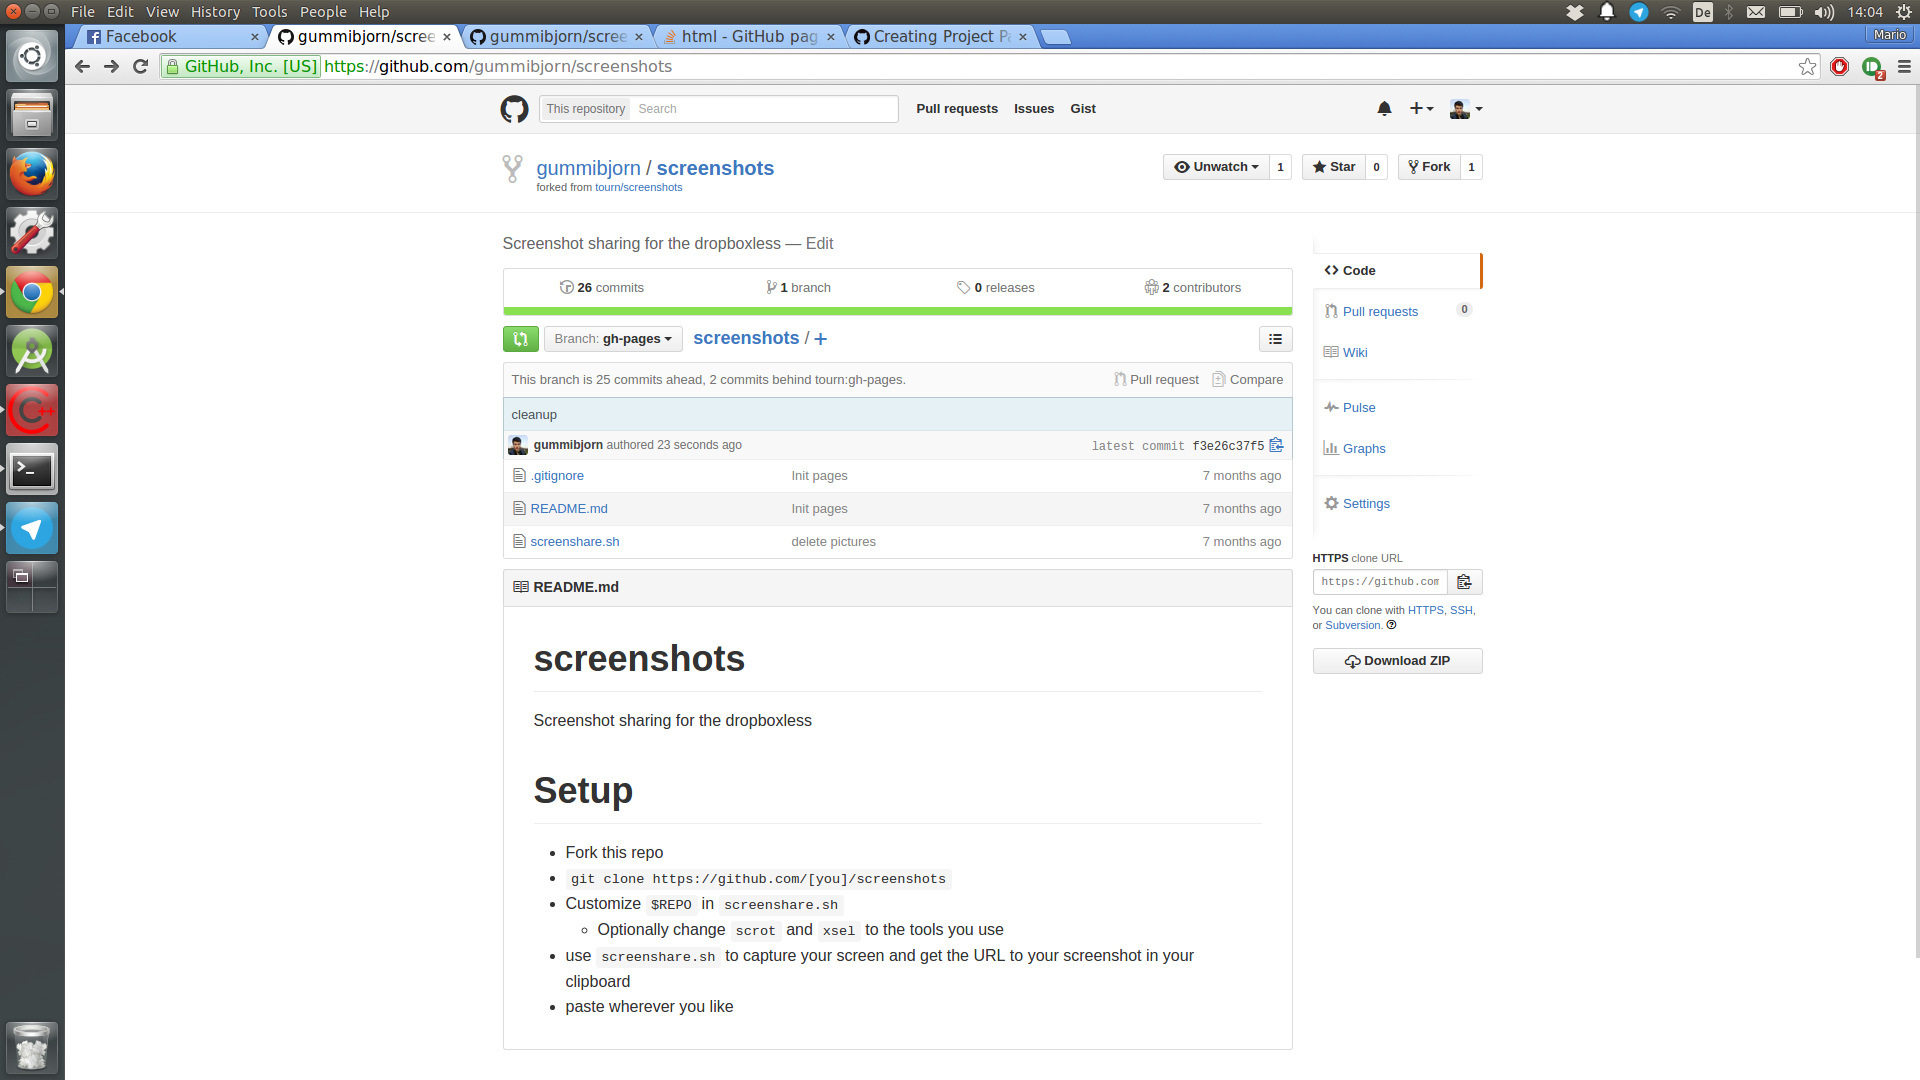 File Edit View History Tools People Help
De 14:04
Facebook
gummibjorn/scree
gummibjorn/scree
html - GitHub pag
Creating Project Pa
Mario
GitHub, Inc. [US] https://github.com/gummibjorn/screenshots
2
This repository Search
Pull requests Issues Gist
gummibjorn / screenshots
forked from tourn/screenshots
Unwatch 1
Star 0
Fork 1
Screenshot sharing for the dropboxless — Edit
26 commits
1 branch
0 releases
2 contributors
Branch: gh-pages
screenshots / +
This branch is 25 commits ahead, 2 commits behind tourn:gh-pages.
Pull request Compare
cleanup
gummibjorn authored 23 seconds ago
latest commit f3e26c37f5
.gitignore Init pages 7 months ago
README.md Init pages 7 months ago
screenshare.sh delete pictures 7 months ago
README.md
screenshots
Screenshot sharing for the dropboxless
Setup
Fork this repo
git clone https://github.com/[you]/screenshots
Customize $REPO in screenshare.sh
Optionally change scrot and xsel to the tools you use
use screenshare.sh to capture your screen and get the URL to your screenshot in your
clipboard
paste wherever you like
Code
Pull requests 0
Wiki
Pulse
Graphs
Settings
HTTPS clone URL
https://github.com
You can clone with HTTPS, SSH,
or Subversion.
Download ZIP
C++
>_